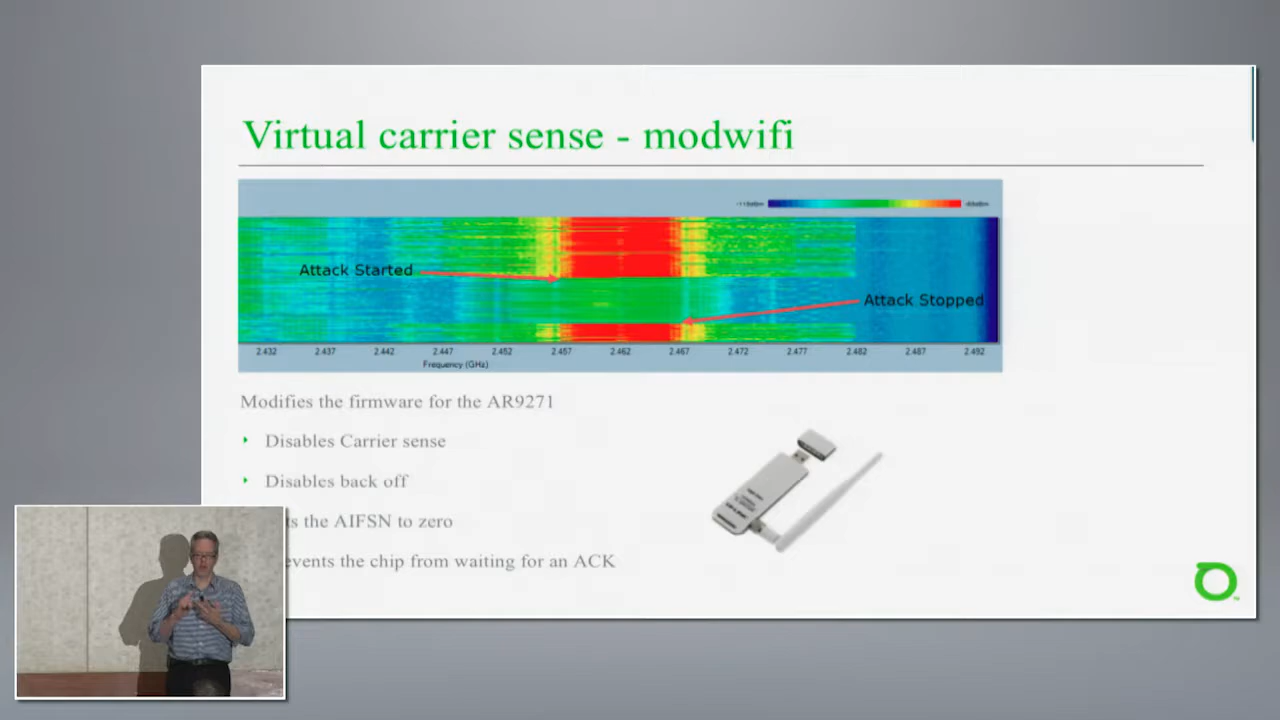 Virtual carrier sense - modwifi
Attack Started
Attack Stopped
2.432 2.437 2.442 2.447 2.452 2.457 2.462 2.467 2.472 2.477 2.482 2.487 2.492
Frequency (GHz)
Modifies the firmware for the AR9271
Disables Carrier sense
Disables back off
ts the AIFSN to zero
events the chip from waiting for an ACK